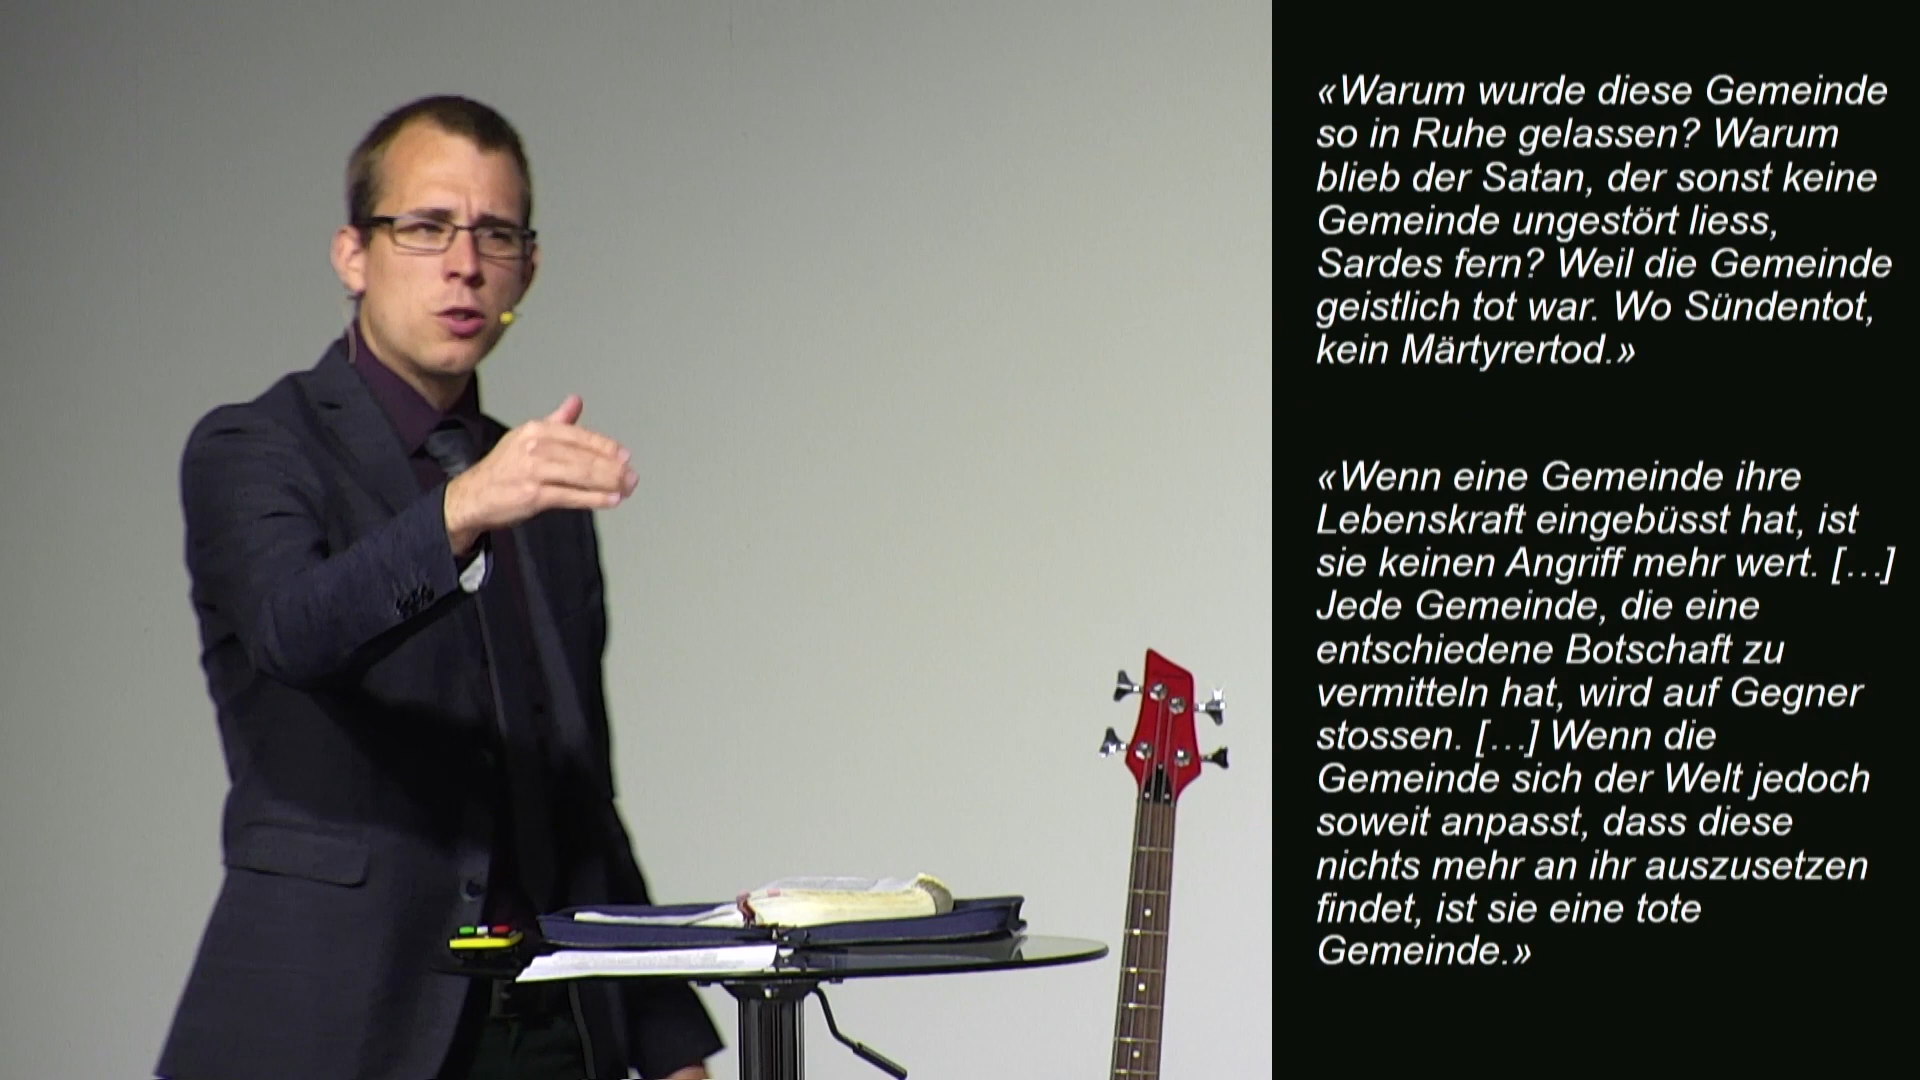 «Warum wurde diese Gemeinde
so in Ruhe gelassen? Warum
blieb der Satan, der sonst keine
Gemeinde ungestört liess,
Sardes fern? Weil die Gemeinde
geistlich tot war. Wo Sündentot,
kein Märtyrertod.»
«Wenn eine Gemeinde ihre
Lebenskraft eingebüsst hat, ist
sie keinen Angriff mehr wert. […]
Jede Gemeinde, die eine
entschiedene Botschaft zu
vermitteln hat, wird auf Gegner
stossen. […] Wenn die
Gemeinde sich der Welt jedoch
soweit anpasst, dass diese
nichts mehr an ihr auszusetzen
findet, ist sie eine tote
Gemeinde.»